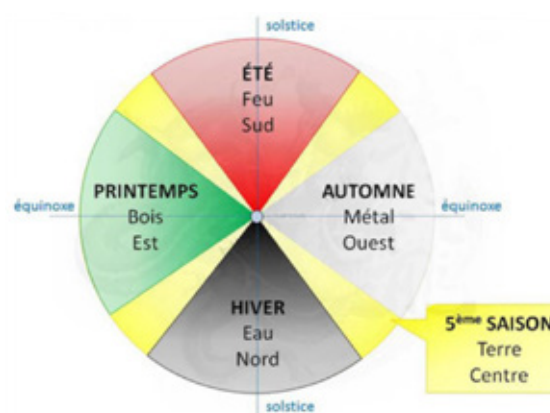 solstice
ÉTÉ
Feu
Sud
PRINTEMPS
Bois
Est
AUTOMNE
Métal
Ouest
équinoxe
équinoxe
HIVER
Eau
Nord
5ème SAISON
Terre
Centre
solstice